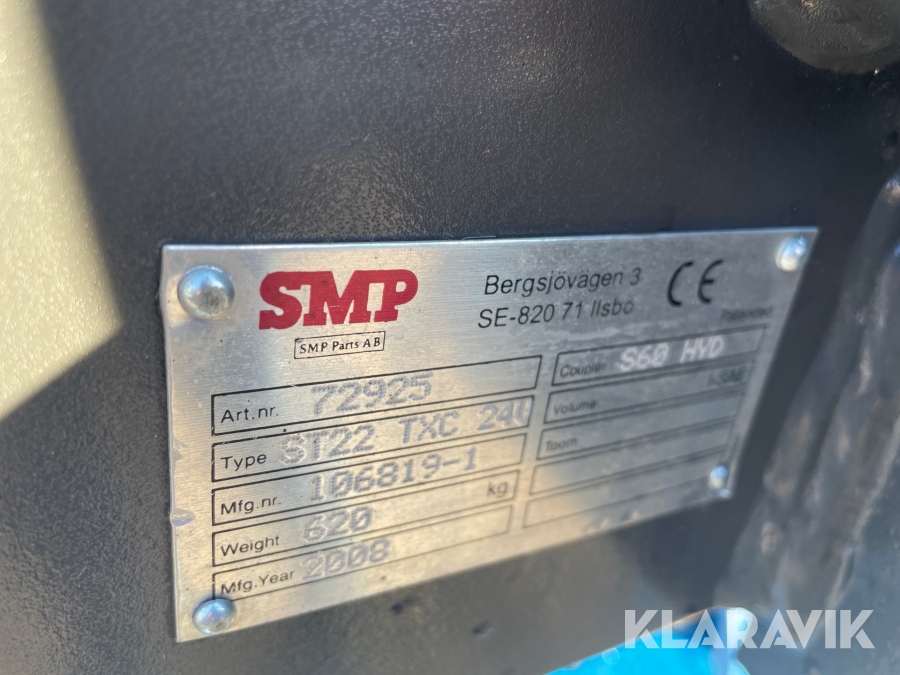 SMP
SMP Parts AB
Bergsjövägen 3
SE-820 71 Ilsbo
CE
Patented
Art.nr. 72925
Type ST22 TXC 24V
Mfg.nr. 106819-1
Weight 620 kg
Mfg.Year 2008
Coupler S60 HYD
Volume L.SAE
Tooth
KLARAVIK